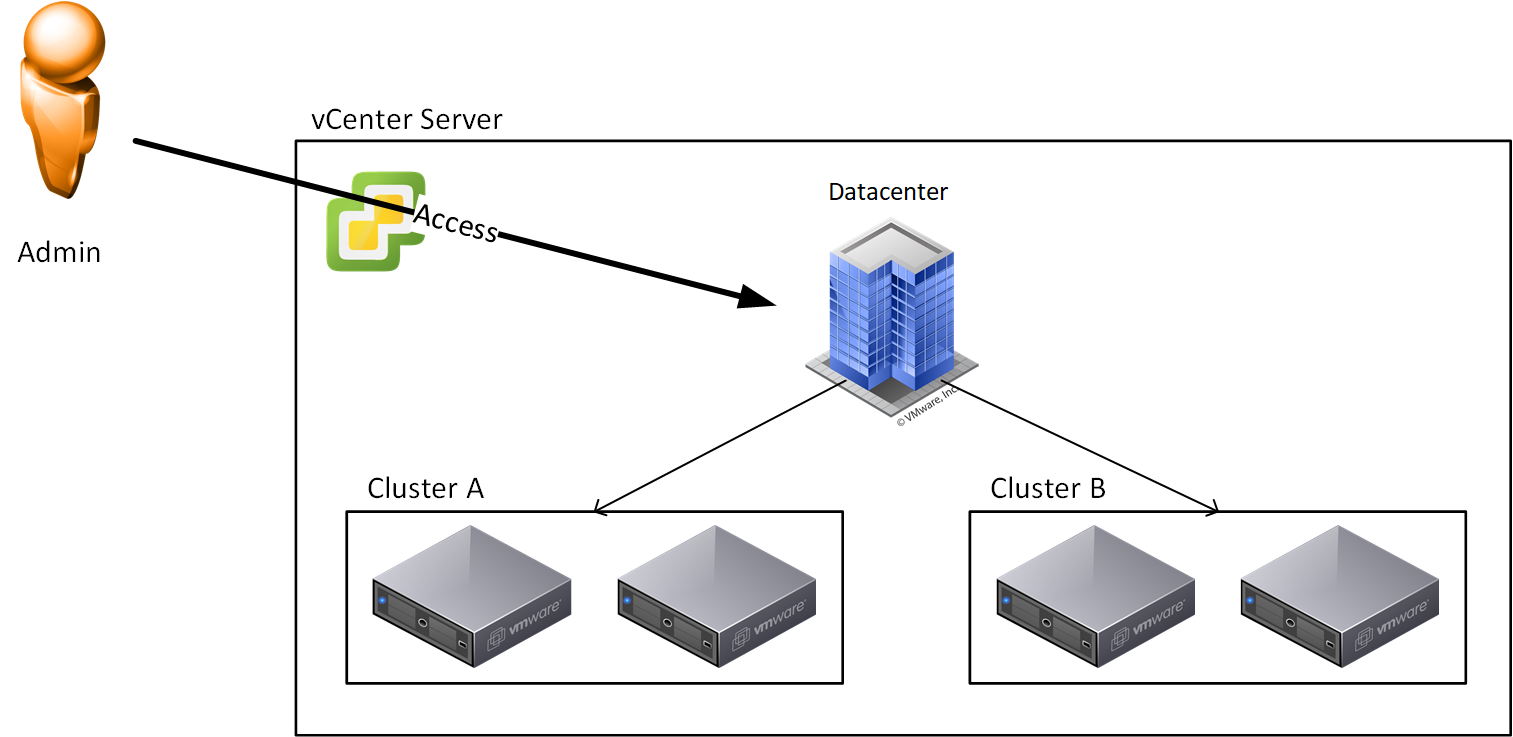 vCenter Server
Datacenter
Access
Admin
© VMware, Inc.
Cluster A
Cluster B
vmware
vmware
vmware
vmware